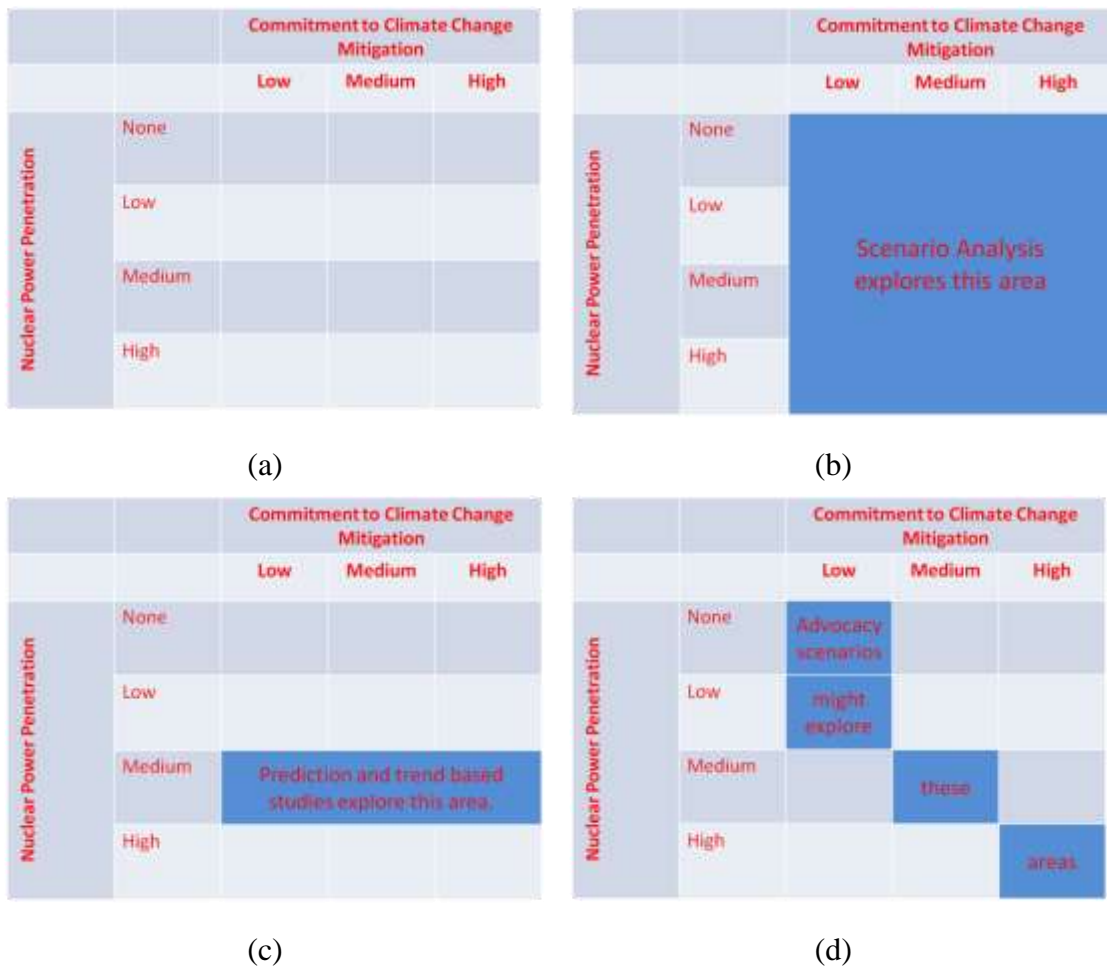 Commitment to Climate Change
Mitigation
Low Medium High
Nuclear Power Penetration
None
Low
Medium
High
(a)
Commitment to Climate Change
Mitigation
Low Medium High
Nuclear Power Penetration
None
Low
Medium
High
Scenario Analysis
explores this area
(b)
Commitment to Climate Change
Mitigation
Low Medium High
Nuclear Power Penetration
None
Low
Medium
Prediction and trend based
studies explore this area.
High
(c)
Commitment to Climate Change
Mitigation
Low Medium High
Nuclear Power Penetration
None
Advocacy
scenarios
Low
might
explore
Medium
these
High
areas
(d)